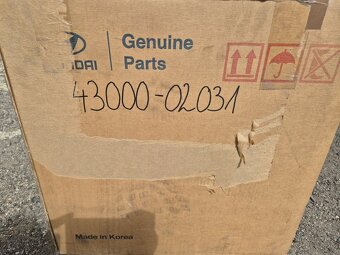 Genuine
Parts
43000-02031
Made in Korea